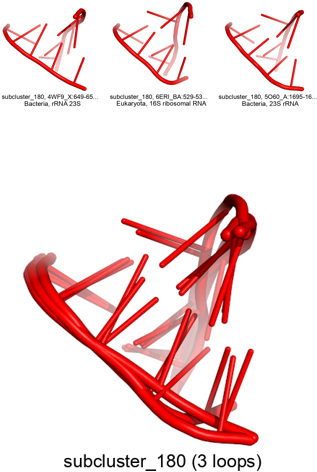 subcluster_180, 4WF9_X:649-65...
Bacteria, rRNA 23S
subcluster_180, 6ERI_BA:529-53...
Eukaryota, 16S ribosomal RNA
subcluster_180, 5O60_A:1695-16...
Bacteria, 23S rRNA
subcluster_180 (3 loops)